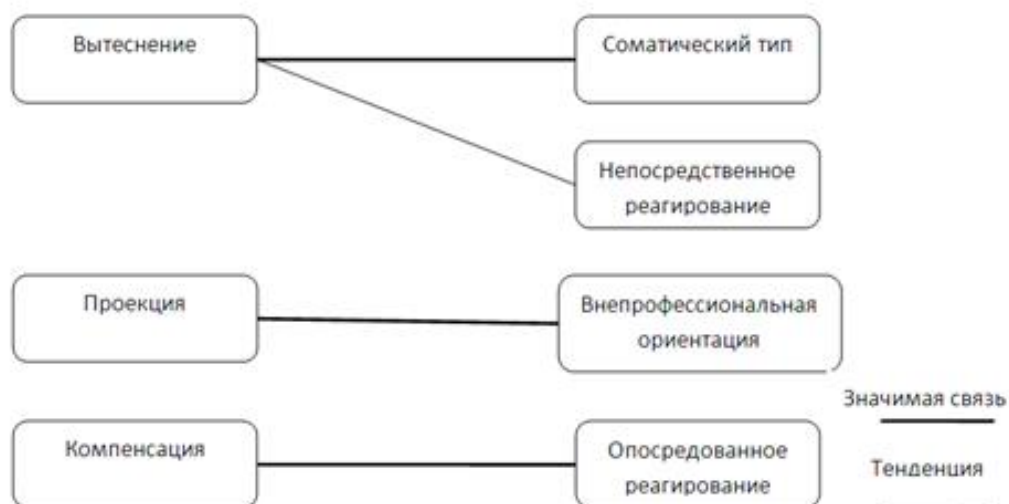 Вытеснение
Соматический тип
Непосредственное
реагирование
Проекция
Внепрофессиональная
ориентация
Значимая связь
Компенсация
Опосредованное
реагирование
Тенденция